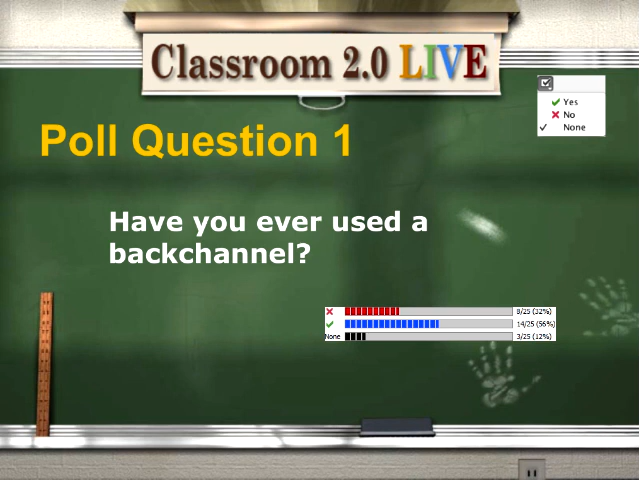 Classroom 2.0 LIVE
Yes
No
None
Poll Question 1
Have you ever used a
backchannel?
8/25 (32%)
14/25 (56%)
None 3/25 (12%)